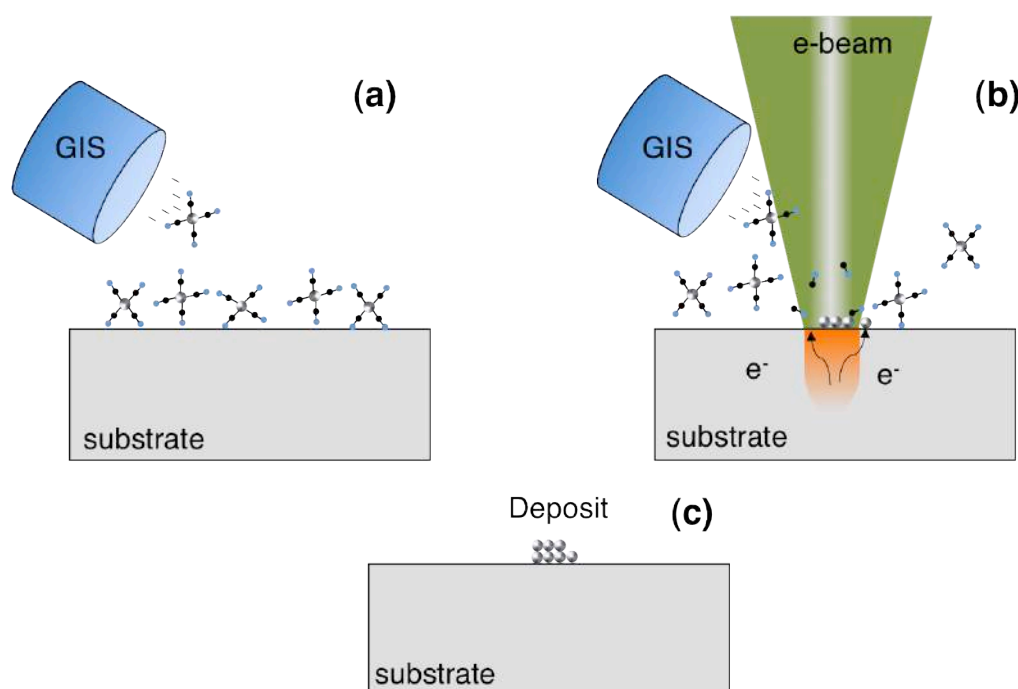 (a)
GIS
substrate
e-beam
(b)
GIS
e-
e-
substrate
Deposit
(c)
substrate